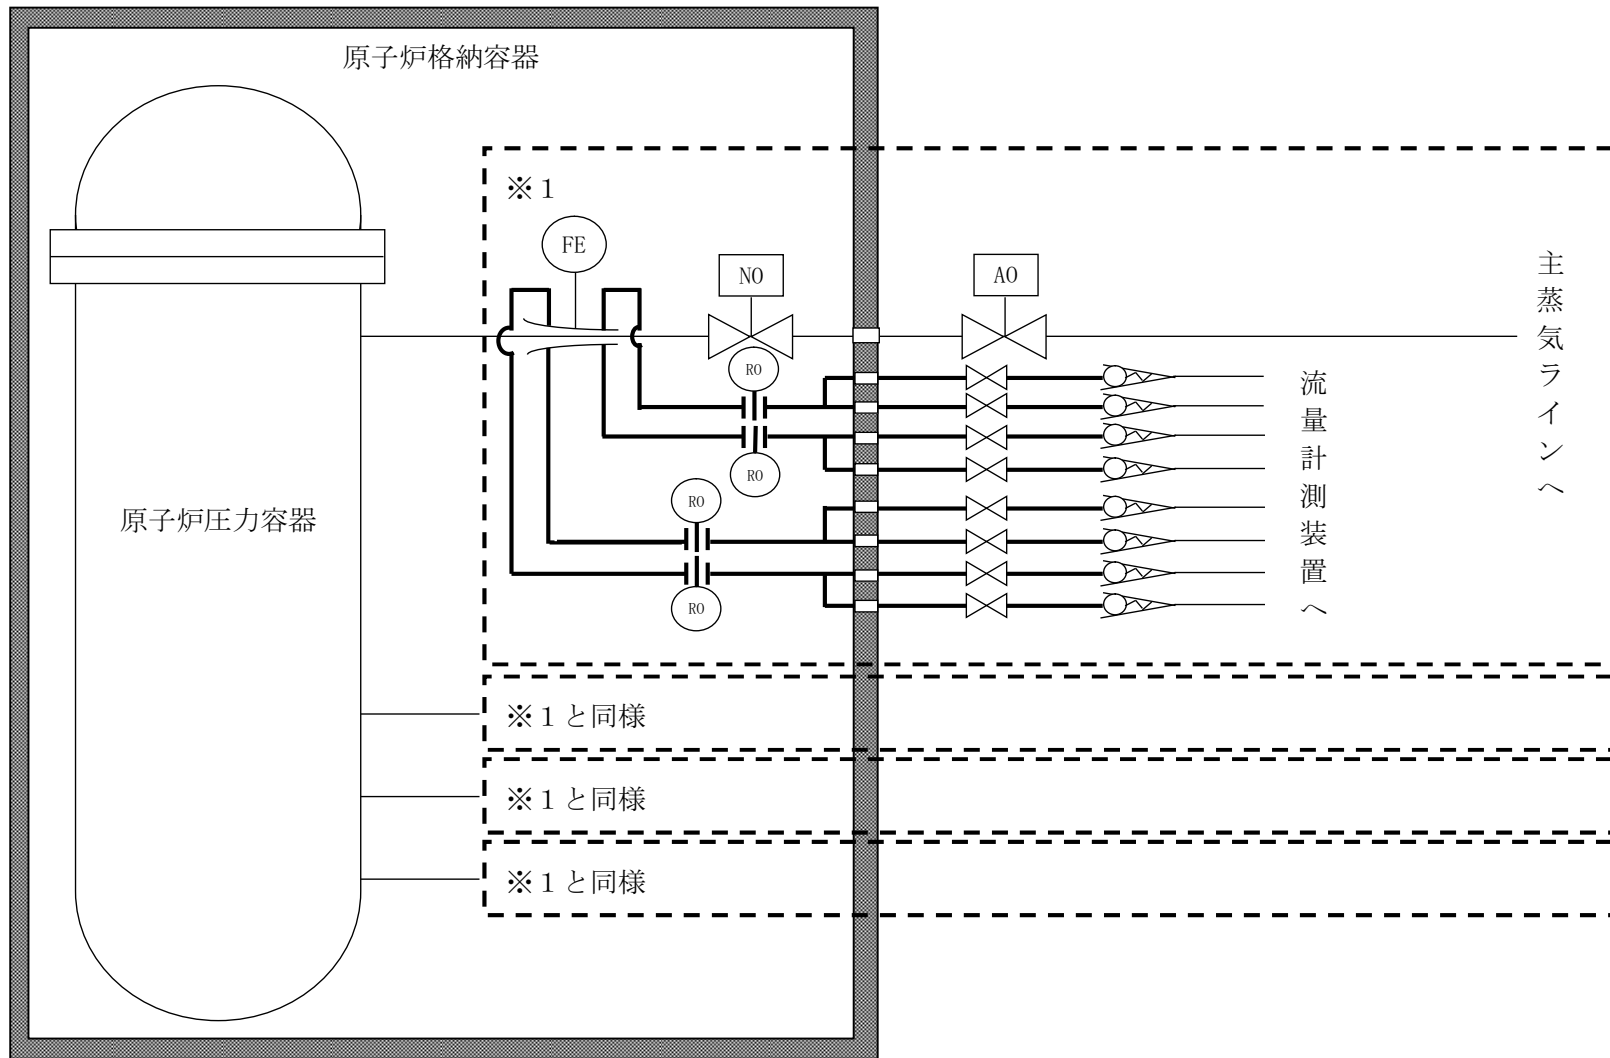 原子炉格納容器
※１
FE
NO
AO
主蒸気ラインへ
RO
流量計測装置へ
RO
RO
原子炉圧力容器
RO
※１と同様
※１と同様
※１と同様